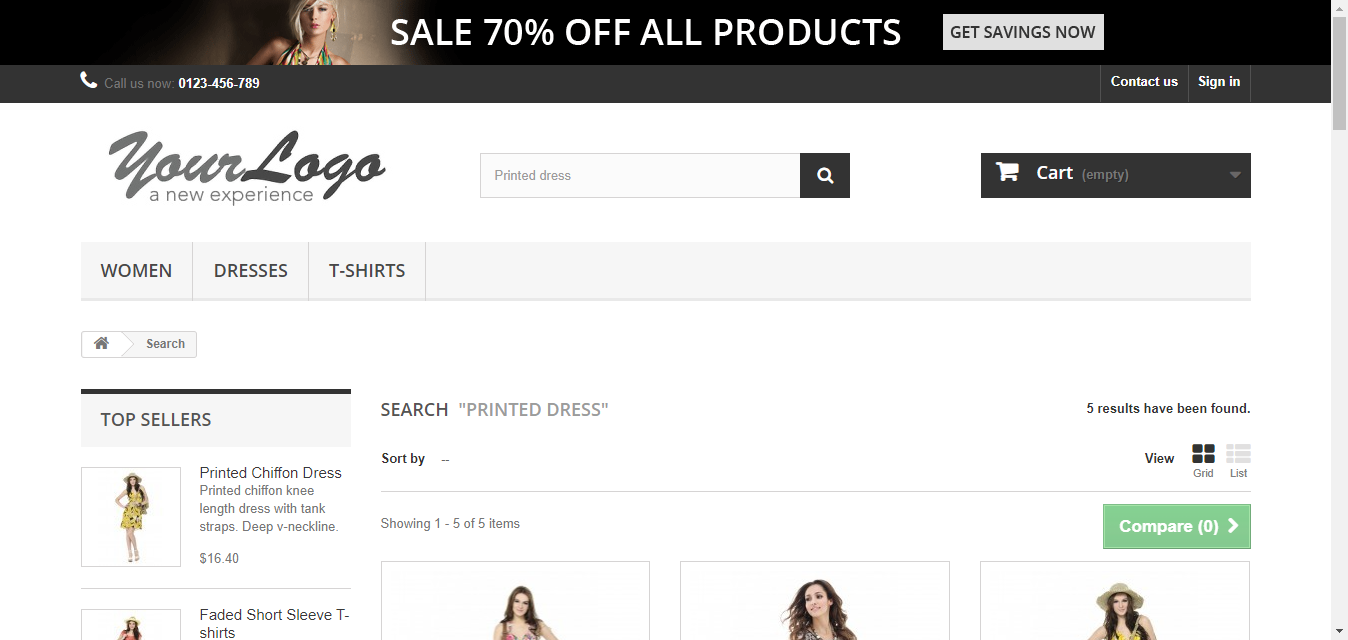 SALE 70% OFF ALL PRODUCTS
GET SAVINGS NOW
Call us now: 0123-456-789
Contact us
Sign in
YourLogo
a new experience
Printed dress
Cart (empty)
WOMEN
DRESSES
T-SHIRTS
Search
TOP SELLERS
Printed Chiffon Dress
Printed chiffon knee
length dress with tank
straps. Deep v-neckline.
$16.40
Faded Short Sleeve T-
shirts
SEARCH "PRINTED DRESS"
5 results have been found.
Sort by --
View
Grid
List
Showing 1 - 5 of 5 items
Compare (0)